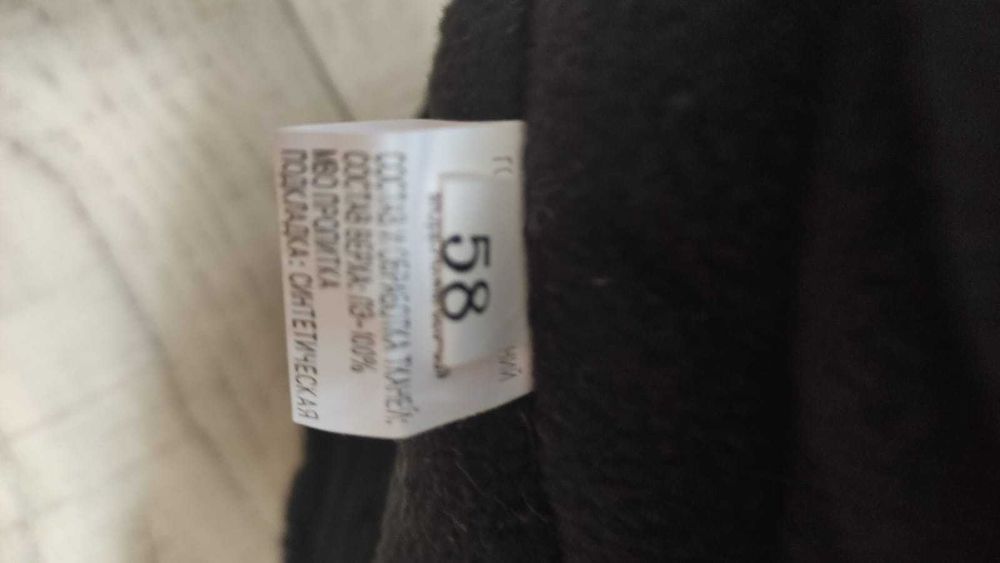 58
СОСТАВ И ОБРАБОТКА ТКАНЕЙ:
СОСТАВ ВЕРХА: ПЭ-100%
МВО ПРОПИТКА
ПОДКЛАДКА: СИНТЕТИЧЕСКАЯ